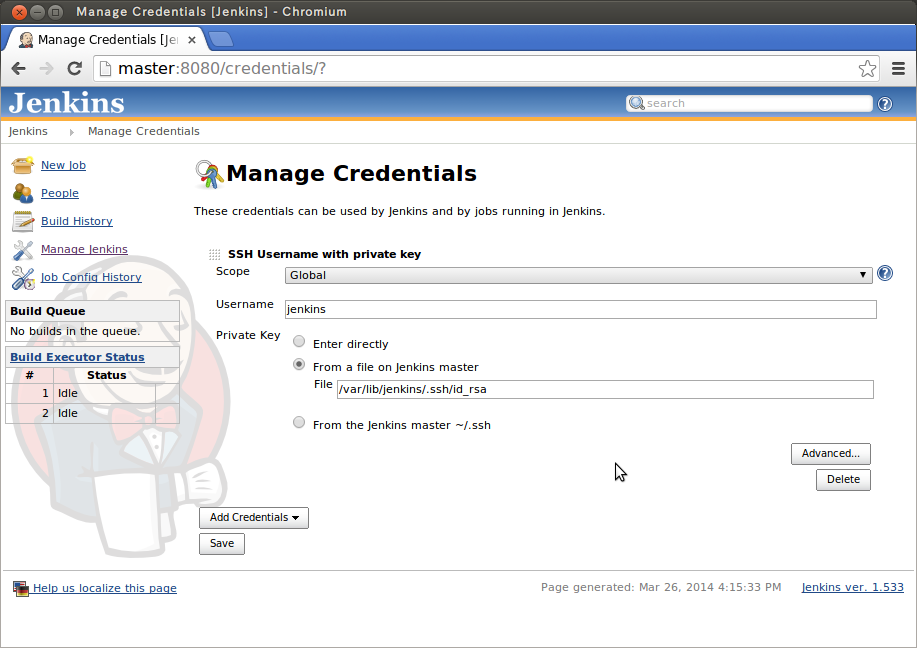 Manage Credentials [Jenkins] - Chromium
Manage Credentials [Je
master:8080/credentials/?
Jenkins
search
Jenkins
Manage Credentials
New Job
People
Build History
Manage Jenkins
Job Config History
Build Queue
No builds in the queue.
Build Executor Status
# Status
1 Idle
2 Idle
Manage Credentials
These credentials can be used by Jenkins and by jobs running in Jenkins.
SSH Username with private key
Scope Global
Username jenkins
Private Key
Enter directly
From a file on Jenkins master
File /var/lib/jenkins/.ssh/id_rsa
From the Jenkins master ~/.ssh
Advanced...
Delete
Add Credentials
Save
Help us localize this page
Page generated: Mar 26, 2014 4:15:33 PM
Jenkins ver. 1.533